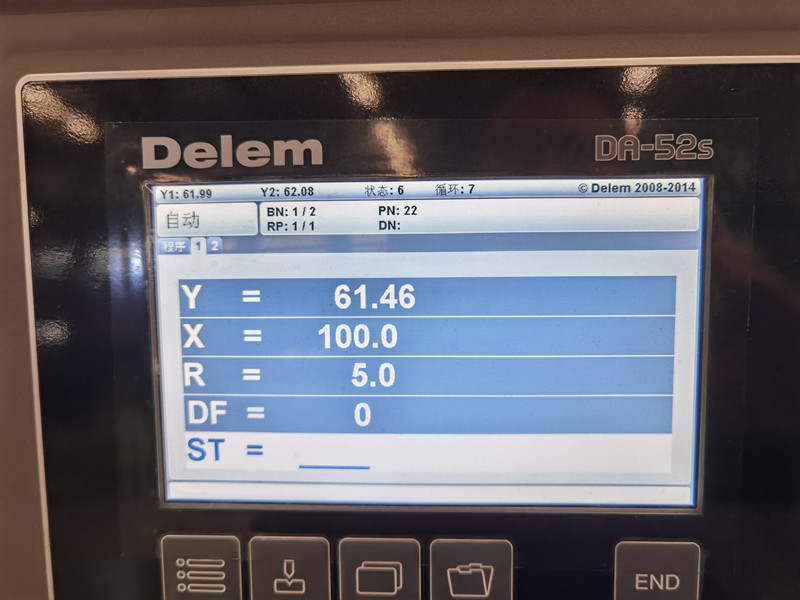 Delem DA-52s
Y1: 61.99 Y2: 62.08 状态: 6 循环: 7 © Delem 2008-2014
自动 BN: 1 / 2 PN: 22
RP: 1 / 1 DN:
程序 1 2
Y = 61.46
X = 100.0
R = 5.0
DF = 0
ST =
END